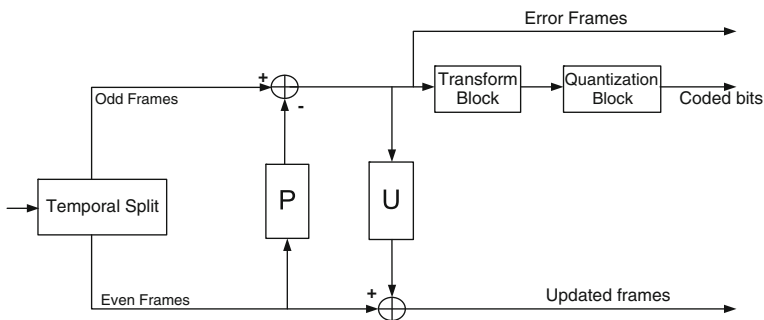 Error Frames
+
Odd Frames
-
Transform
Block
Quantization
Block
Coded bits
Temporal Split
P
U
Even Frames
+
Updated frames